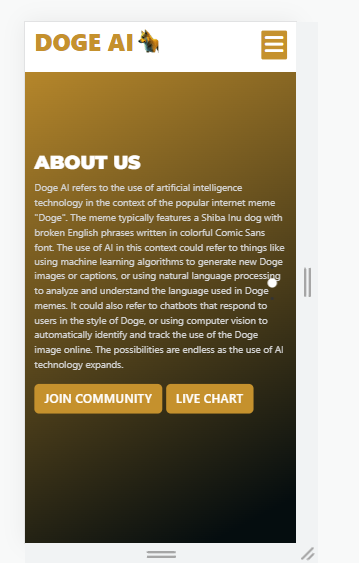 DOGE AI
ABOUT US
Doge AI refers to the use of artificial intelligence
technology in the context of the popular internet meme
"Doge". The meme typically features a Shiba Inu dog with
broken English phrases written in colorful Comic Sans
font. The use of AI in this context could refer to things like
using machine learning algorithms to generate new Doge
images or captions, or using natural language processing
to analyze and understand the language used in Doge
memes. It could also refer to chatbots that respond to
users in the style of Doge, or using computer vision to
automatically identify and track the use of the Doge
image online. The possibilities are endless as the use of AI
technology expands.
JOIN COMMUNITY LIVE CHART